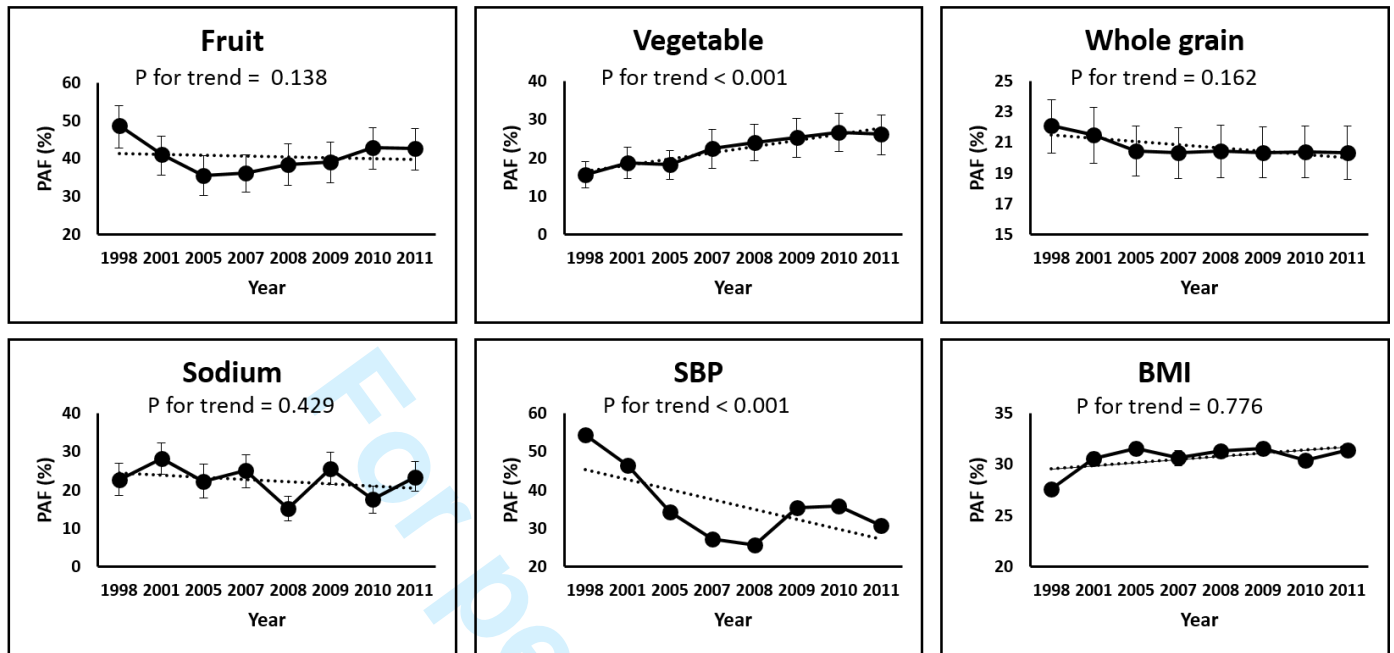 Fruit
P for trend = 0.138
60
50
40
30
20
PAF (%)
1998 2001 2005 2007 2008 2009 2010 2011
Year
Vegetable
P for trend < 0.001
40
30
20
10
0
PAF (%)
1998 2001 2005 2007 2008 2009 2010 2011
Year
Whole grain
P for trend = 0.162
25
23
21
19
17
15
PAF (%)
1998 2001 2005 2007 2008 2009 2010 2011
Year
Sodium
P for trend = 0.429
40
30
20
10
0
PAF (%)
1998 2001 2005 2007 2008 2009 2010 2011
Year
SBP
P for trend < 0.001
60
50
40
30
20
PAF (%)
1998 2001 2005 2007 2008 2009 2010 2011
Year
BMI
P for trend = 0.776
35
30
25
20
PAF (%)
1998 2001 2005 2007 2008 2009 2010 2011
Year
For pe